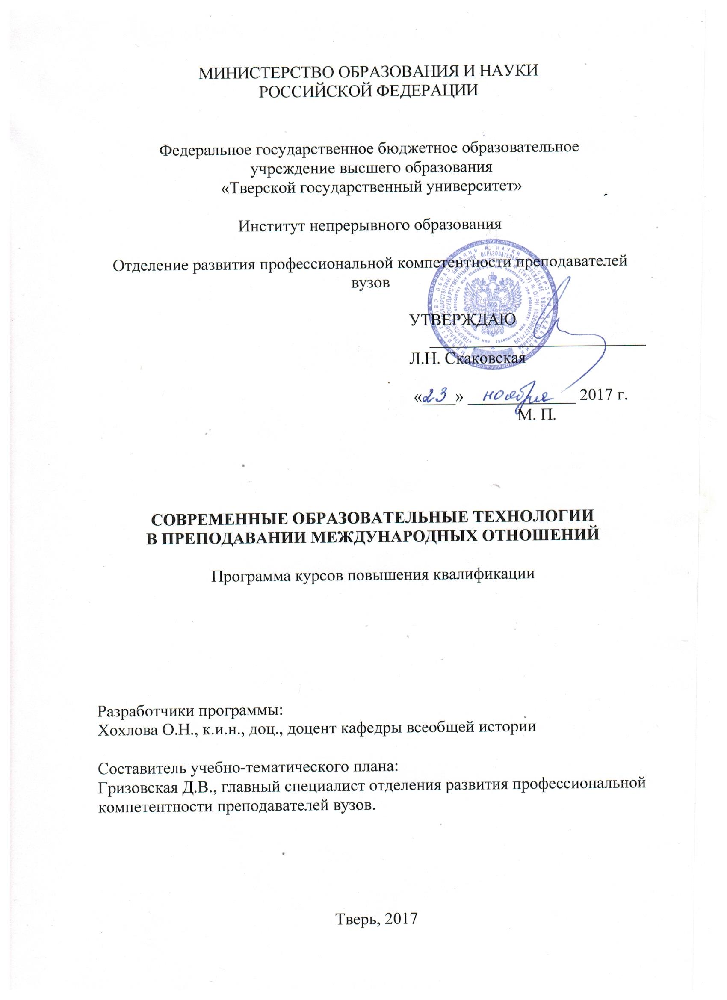 МИНИСТЕРСТВО ОБРАЗОВАНИЯ И НАУКИ
РОССИЙСКОЙ ФЕДЕРАЦИИ
Федеральное государственное бюджетное образовательное
учреждение высшего образования
«Тверской государственный университет»
Институт непрерывного образования
Отделение развития профессиональной компетентности преподавателей
вузов
УТВЕРЖДАЮ
Л.Н. Скаковская
«23» ноября 2017 г.
М. П.
СОВРЕМЕННЫЕ ОБРАЗОВАТЕЛЬНЫЕ ТЕХНОЛОГИИ
В ПРЕПОДАВАНИИ МЕЖДУНАРОДНЫХ ОТНОШЕНИЙ
Программа курсов повышения квалификации
Разработчики программы:
Хохлова О.Н., к.и.н., доц., доцент кафедры всеобщей истории
Составитель учебно-тематического плана:
Гризовская Д.В., главный специалист отделения развития профессиональной
компетентности преподавателей вузов.
Тверь, 2017